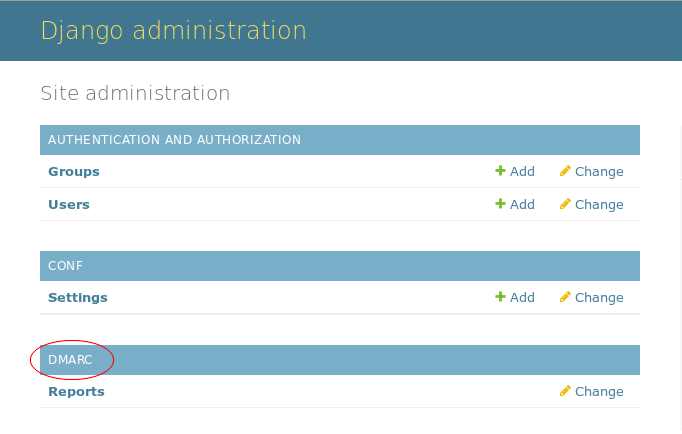 Django administration
Site administration
AUTHENTICATION AND AUTHORIZATION
Groups Add Change
Users Add Change
CONF
Settings Add Change
DMARC
Reports Change